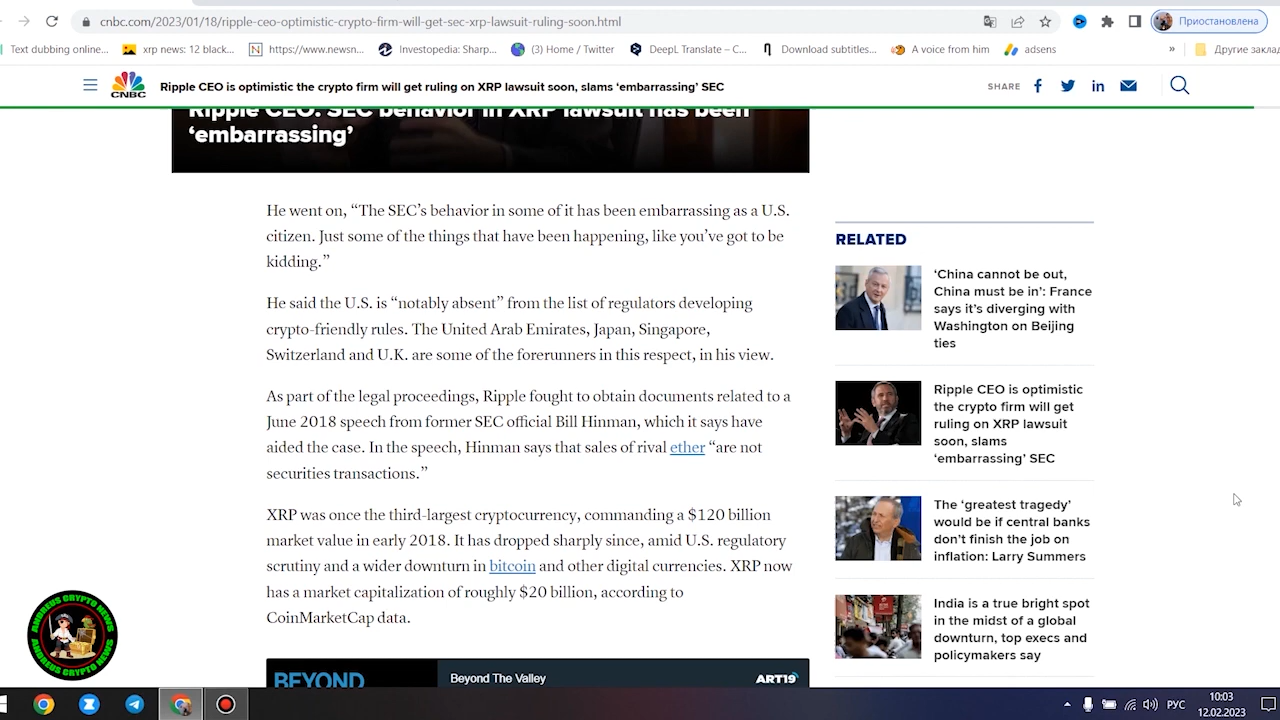 cnbc.com/2023/01/18/ripple-ceo-optimistic-crypto-firm-will-get-sec-xrp-lawsuit-ruling-soon.html
Приостановлена
Text dubbing online...
xrp news: 12 black...
https://www.newsn...
Investopedia: Sharp...
(3) Home / Twitter
DeepL Translate – C...
Download subtitles...
A voice from him
adsens
»
Другие закла
CNBC
Ripple CEO is optimistic the crypto firm will get ruling on XRP lawsuit soon, slams ‘embarrassing’ SEC
SHARE
Ripple CEO: SEC behavior in XRP lawsuit has been
‘embarrassing’
He went on, “The SEC’s behavior in some of it has been embarrassing as a U.S.
citizen. Just some of the things that have been happening, like you’ve got to be
kidding.”
He said the U.S. is “notably absent” from the list of regulators developing
crypto-friendly rules. The United Arab Emirates, Japan, Singapore,
Switzerland and U.K. are some of the forerunners in this respect, in his view.
As part of the legal proceedings, Ripple fought to obtain documents related to a
June 2018 speech from former SEC official Bill Hinman, which it says have
aided the case. In the speech, Hinman says that sales of rival ether “are not
securities transactions.”
XRP was once the third-largest cryptocurrency, commanding a $120 billion
market value in early 2018. It has dropped sharply since, amid U.S. regulatory
scrutiny and a wider downturn in bitcoin and other digital currencies. XRP now
has a market capitalization of roughly $20 billion, according to
CoinMarketCap data.
BEYOND
Beyond The Valley
ART19
RELATED
‘China cannot be out,
China must be in’: France
says it’s diverging with
Washington on Beijing
ties
Ripple CEO is optimistic
the crypto firm will get
ruling on XRP lawsuit
soon, slams
‘embarrassing’ SEC
The ‘greatest tragedy’
would be if central banks
don’t finish the job on
inflation: Larry Summers
India is a true bright spot
in the midst of a global
downturn, top execs and
policymakers say
ANDREUS CRYPTO NEWS
ANDREUS CRYPTO NEWS
РУС
10:03
12.02.2023